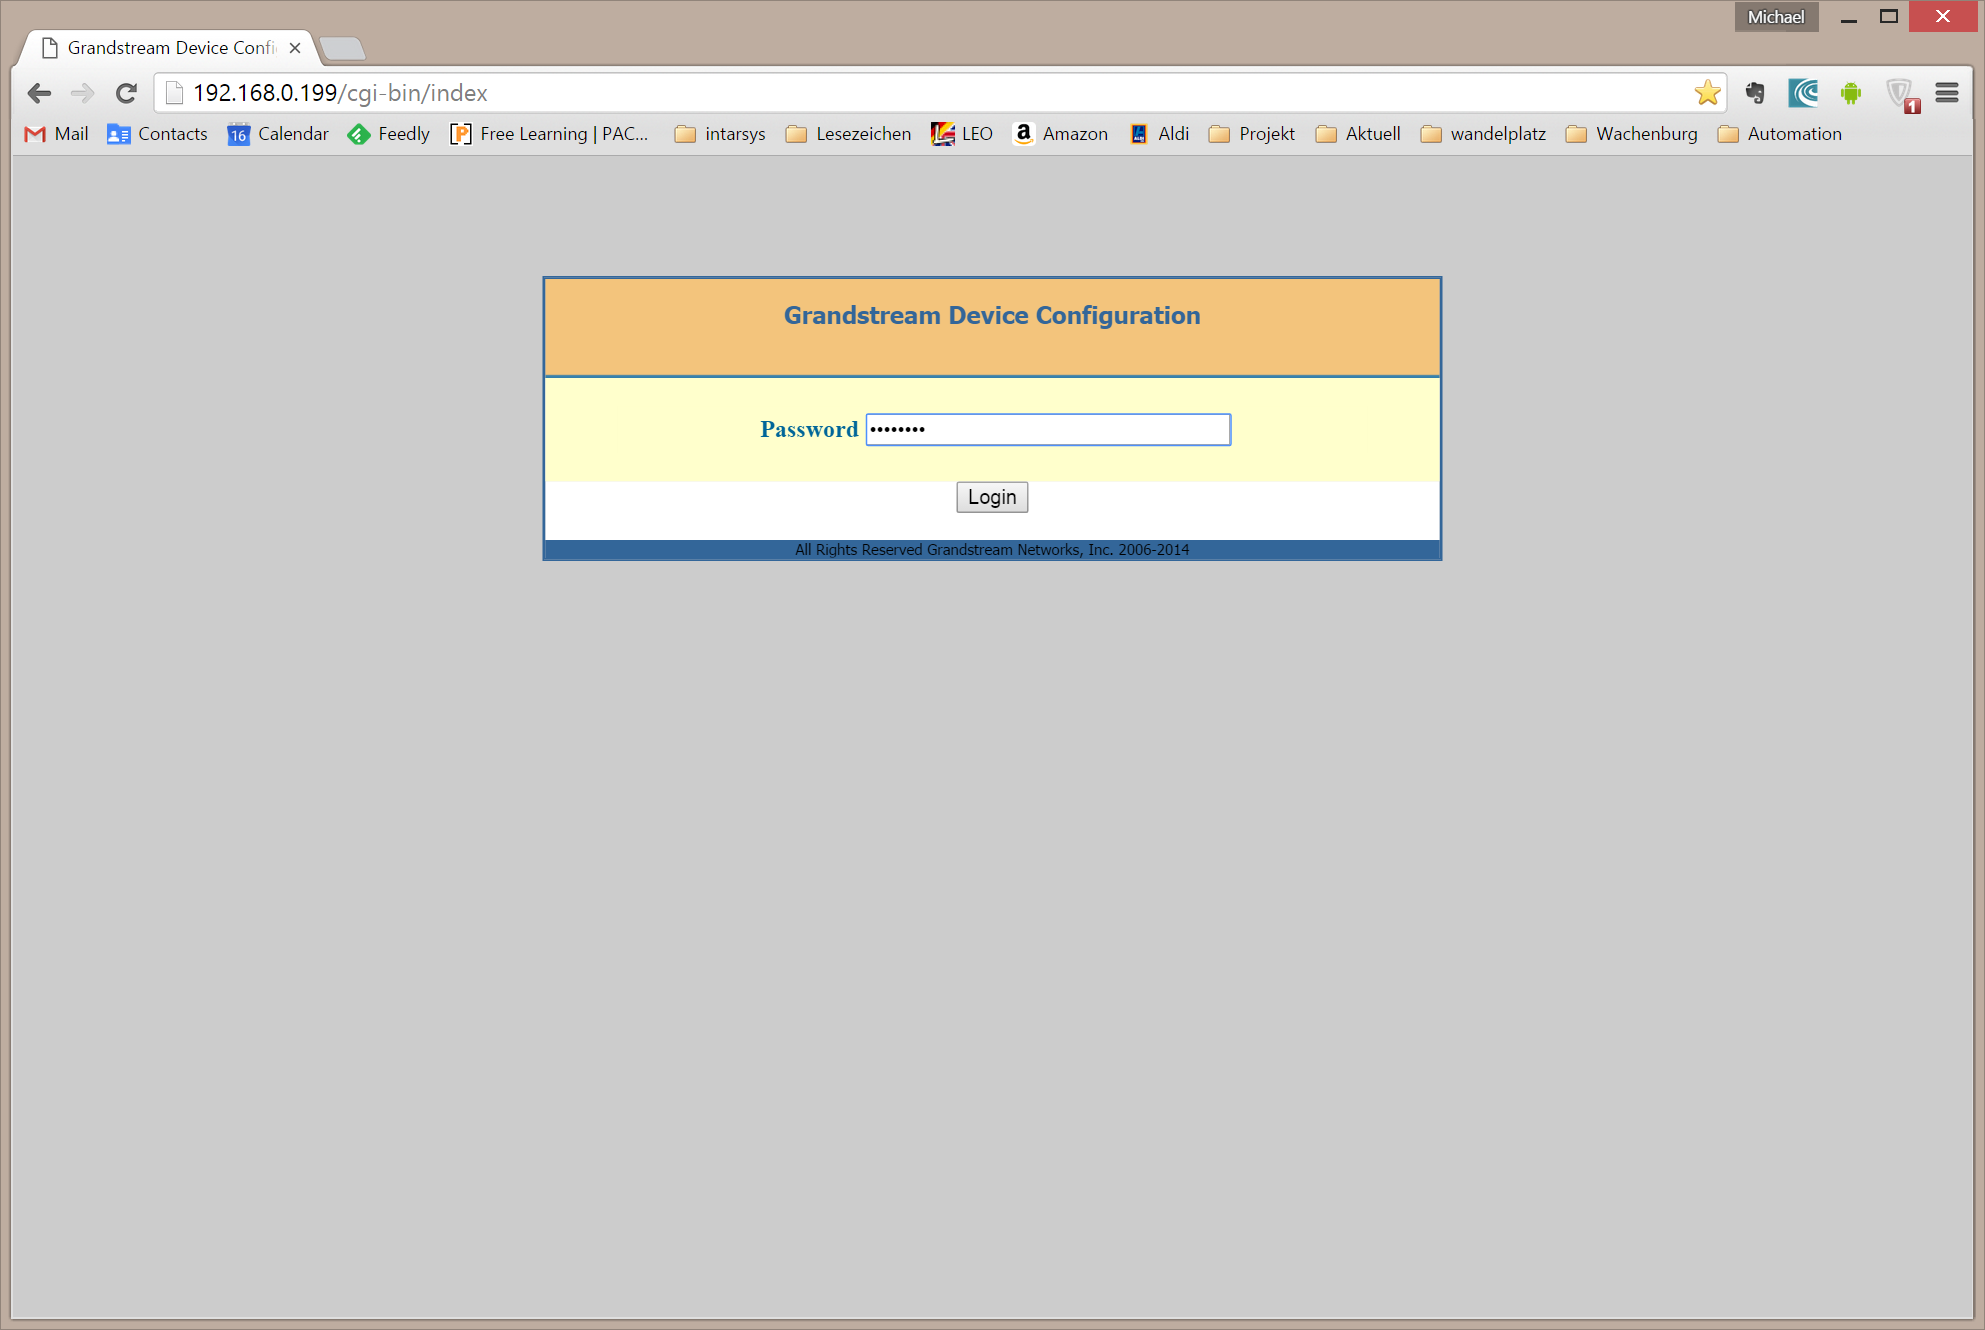 Michael
Grandstream Device Confi
192.168.0.199/cgi-bin/index
1
Mail Contacts 16 Calendar Feedly [P] Free Learning | PAC... intarsys Lesezeichen LEO a Amazon ALDI Aldi Projekt Aktuell wandelplatz Wachenburg Automation
Grandstream Device Configuration
Password ••••••••
Login
All Rights Reserved Grandstream Networks, Inc. 2006-2014